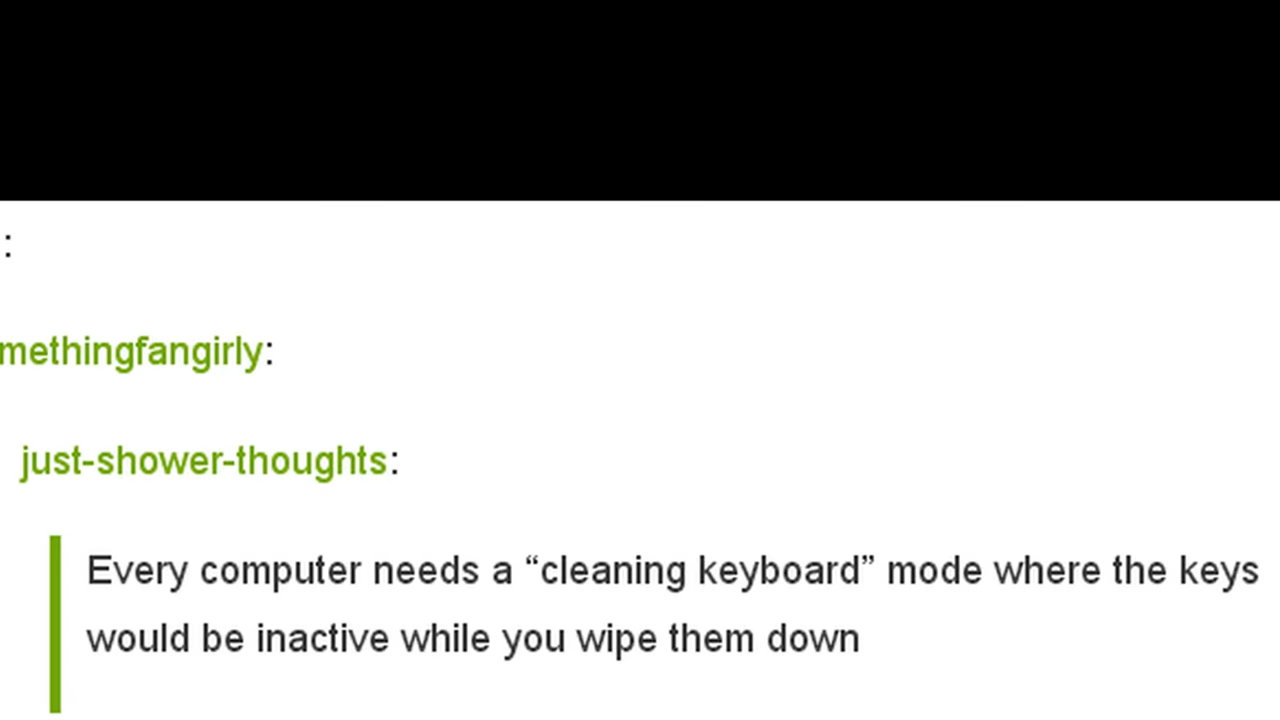 :
methingfangirly:
just-shower-thoughts:
Every computer needs a “cleaning keyboard” mode where the keys
would be inactive while you wipe them down